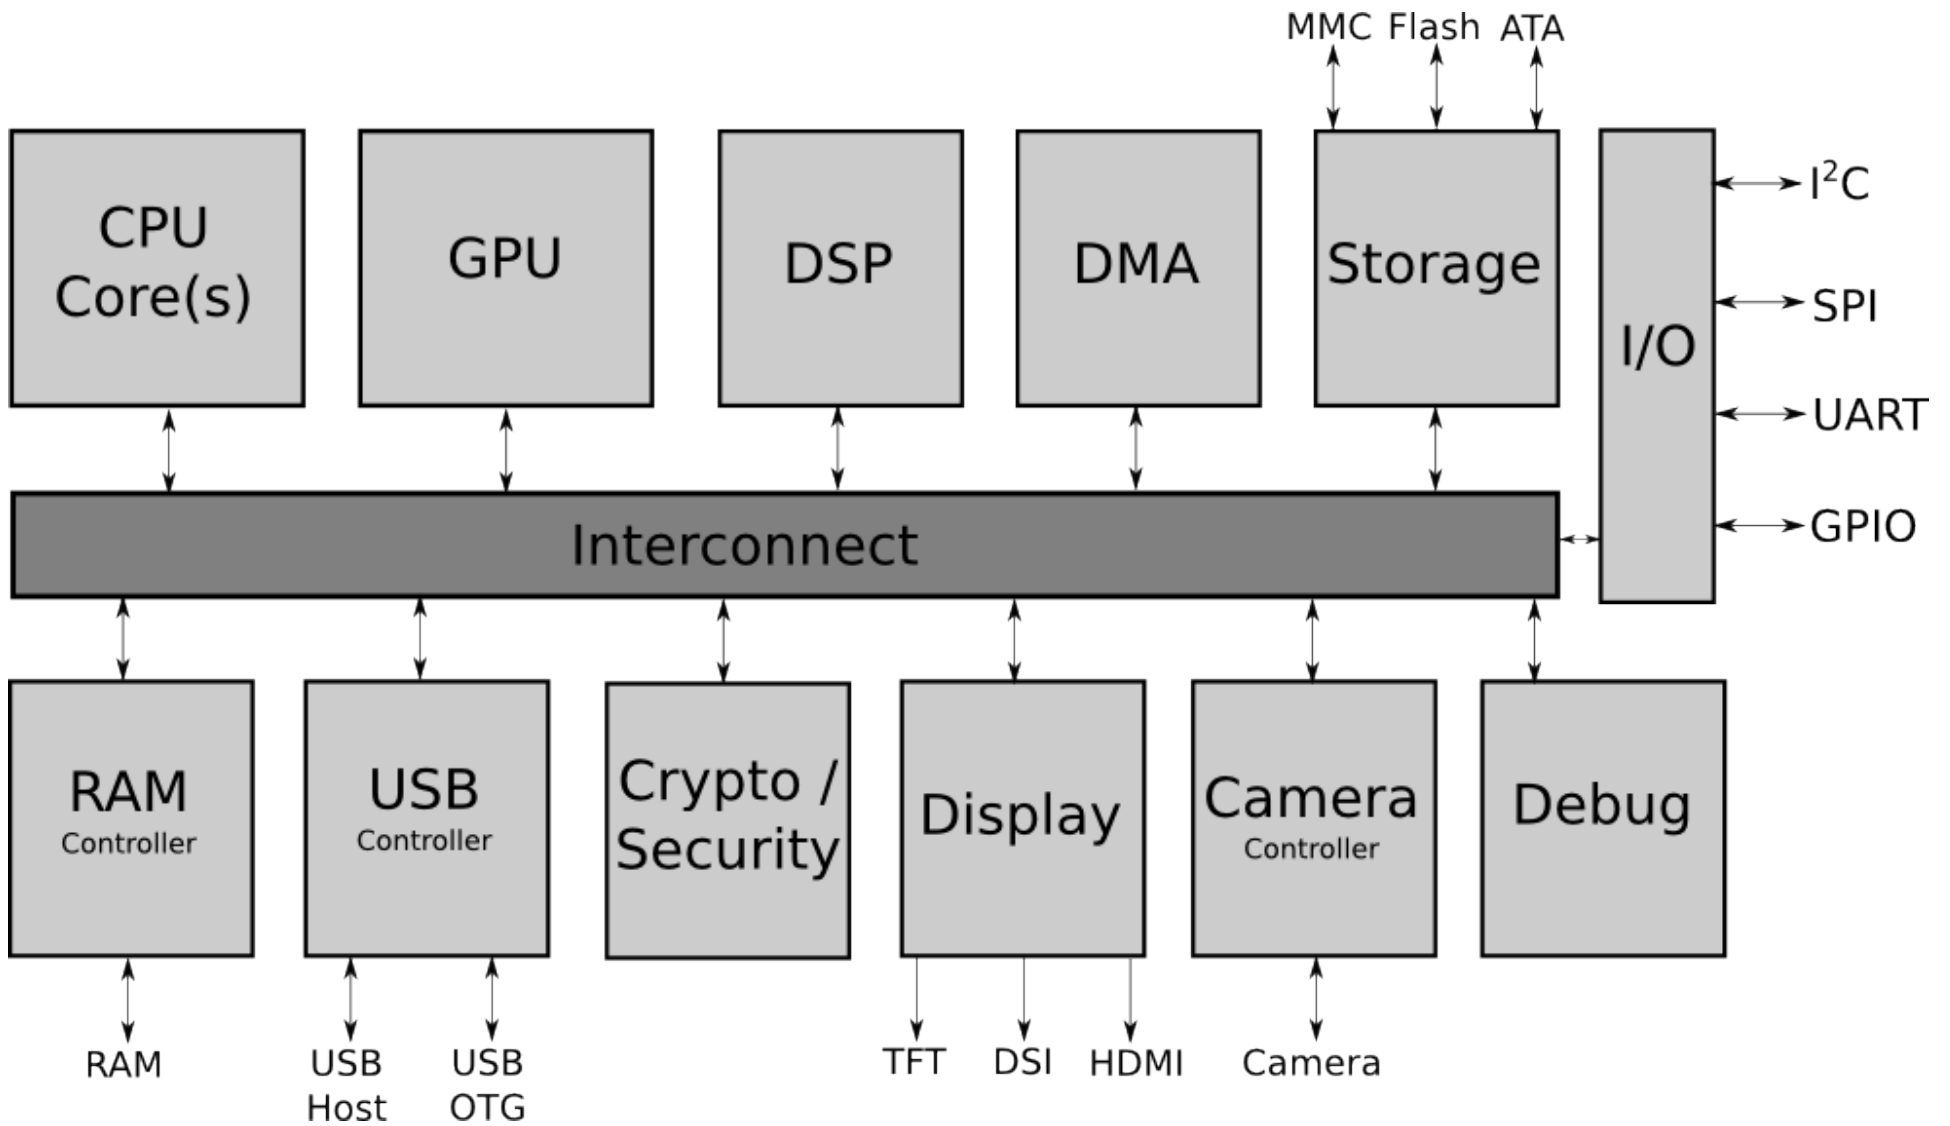 MMC Flash ATA
CPU
Core(s)
GPU
DSP
DMA
Storage
I/O
I²C
SPI
UART
GPIO
Interconnect
RAM
Controller
USB
Controller
Crypto /
Security
Display
Camera
Controller
Debug
RAM
USB
Host
USB
OTG
TFT
DSI
HDMI
Camera